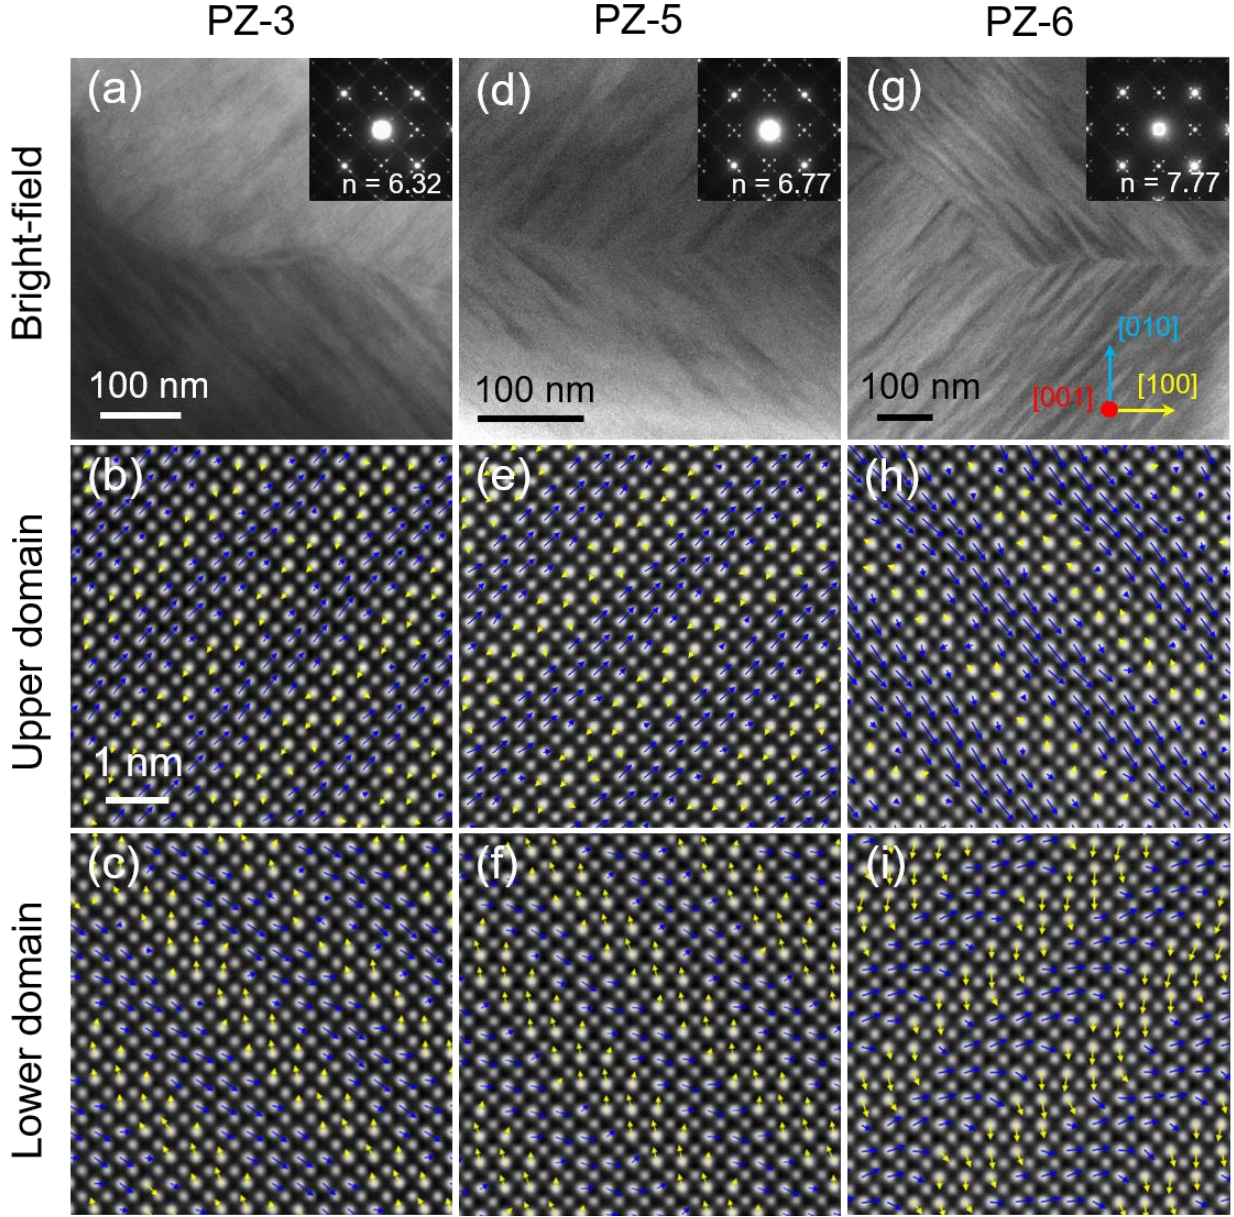 PZ-3
PZ-5
PZ-6
Bright-field
(a)
n = 6.32
100 nm
(d)
n = 6.77
100 nm
(g)
n = 7.77
[010]
[001]
[100]
100 nm
Upper domain
(b)
1 nm
(e)
(h)
Lower domain
(c)
(f)
(i)